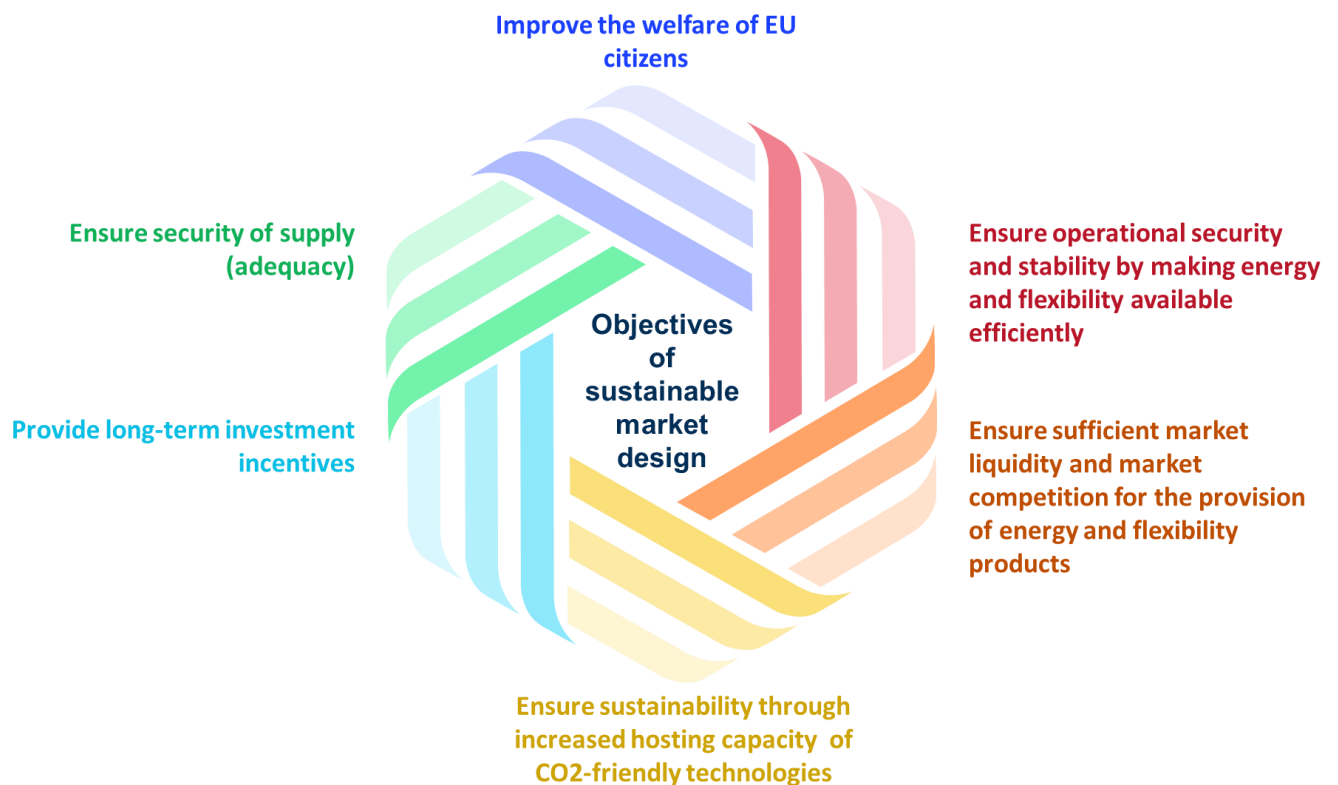 Improve the welfare of EU
citizens
Ensure security of supply
(adequacy)
Ensure operational security
and stability by making energy
and flexibility available
efficiently
Objectives
of
sustainable
market
design
Provide long-term investment
incentives
Ensure sufficient market
liquidity and market
competition for the provision
of energy and flexibility
products
Ensure sustainability through
increased hosting capacity of
CO2-friendly technologies